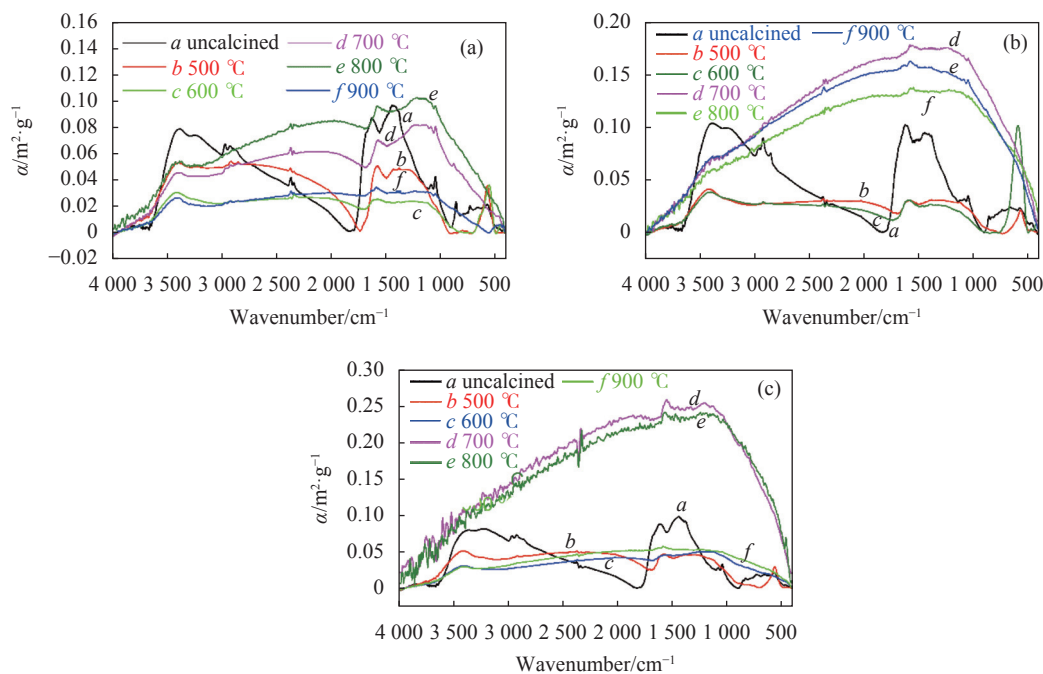 0.16
0.14
0.12
0.10
0.08
0.06
0.04
0.02
0
−0.02
α/m²·g⁻¹
a uncalcined
b 500 ℃
c 600 ℃
d 700 ℃
e 800 ℃
f 900 ℃
(a)
e
a
d
b
f
c
4 000 3 500 3 000 2 500 2 000 1 500 1 000 500
Wavenumber/cm⁻¹
0.20
0.15
0.10
0.05
0
α/m²·g⁻¹
a uncalcined
f 900 ℃
b 500 ℃
c 600 ℃
d 700 ℃
e 800 ℃
(b)
d
e
f
b
c
a
4 000 3 500 3 000 2 500 2 000 1 500 1 000 500
Wavenumber/cm⁻¹
0.30
0.25
0.20
0.15
0.10
0.05
0
α/m²·g⁻¹
a uncalcined
f 900 ℃
b 500 ℃
c 600 ℃
d 700 ℃
e 800 ℃
(c)
d
e
a
b
c
f
4 000 3 500 3 000 2 500 2 000 1 500 1 000 500
Wavenumber/cm⁻¹